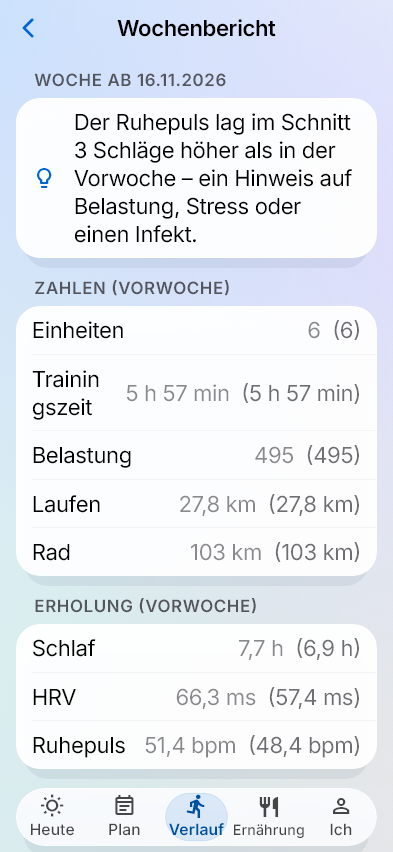 Wochenbericht
WOCHE AB 16.11.2026
Der Ruhepuls lag im Schnitt
3 Schläge höher als in der
Vorwoche – ein Hinweis auf
Belastung, Stress oder
einen Infekt.
ZAHLEN (VORWOCHE)
Einheiten 6 (6)
Trainin
gszeit 5 h 57 min (5 h 57 min)
Belastung 495 (495)
Laufen 27,8 km (27,8 km)
Rad 103 km (103 km)
ERHOLUNG (VORWOCHE)
Schlaf 7,7 h (6,9 h)
HRV 66,3 ms (57,4 ms)
Ruhepuls 51,4 bpm (48,4 bpm)
Heute Plan Verlauf Ernährung Ich